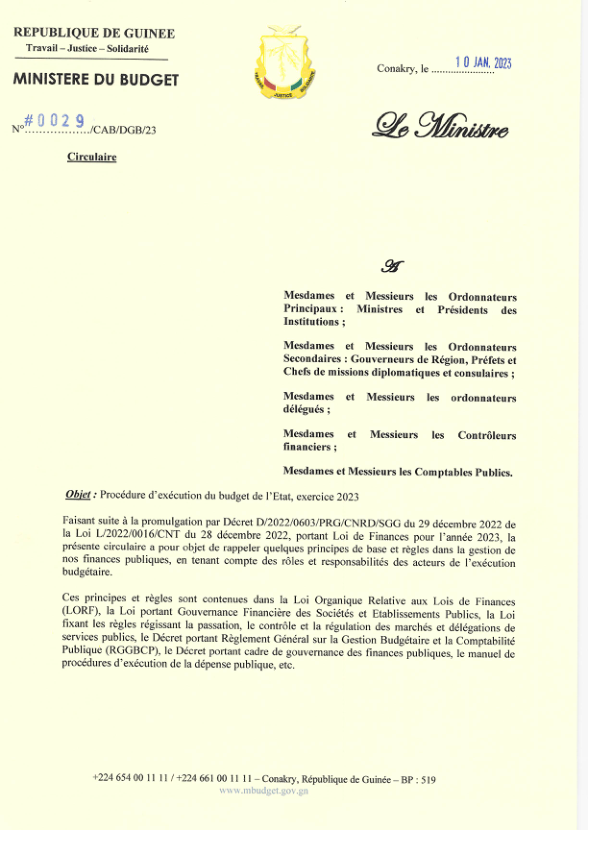 REPUBLIQUE DE GUINEE
Travail – Justice – Solidarité
MINISTERE DU BUDGET
N°#0029/CAB/DGB/23
Circulaire
TRAVAIL JUSTICE SOLIDARITE
Conakry, le 10 JAN. 2023
Le Ministre
A
Mesdames et Messieurs les Ordonnateurs
Principaux : Ministres et Présidents des
Institutions ;
Mesdames et Messieurs les Ordonnateurs
Secondaires : Gouverneurs de Région, Préfets et
Chefs de missions diplomatiques et consulaires ;
Mesdames et Messieurs les ordonnateurs
délégués ;
Mesdames et Messieurs les Contrôleurs
financiers ;
Mesdames et Messieurs les Comptables Publics.
Objet : Procédure d'exécution du budget de l'Etat, exercice 2023
Faisant suite à la promulgation par Décret D/2022/0603/PRG/CNRD/SGG du 29 décembre 2022 de
la Loi L/2022/0016/CNT du 28 décembre 2022, portant Loi de Finances pour l'année 2023, la
présente circulaire a pour objet de rappeler quelques principes de base et règles dans la gestion de
nos finances publiques, en tenant compte des rôles et responsabilités des acteurs de l'exécution
budgétaire.
Ces principes et règles sont contenues dans la Loi Organique Relative aux Lois de Finances
(LORF), la Loi portant Gouvernance Financière des Sociétés et Etablissements Publics, la Loi
fixant les règles régissant la passation, le contrôle et la régulation des marchés et délégations de
services publics, le Décret portant Règlement Général sur la Gestion Budgétaire et la Comptabilité
Publique (RGGBCP), le Décret portant cadre de gouvernance des finances publiques, le manuel de
procédures d'exécution de la dépense publique, etc.
+224 654 00 11 11 / +224 661 00 11 11 – Conakry, République de Guinée – BP : 519
www.mbudget.gov.gn